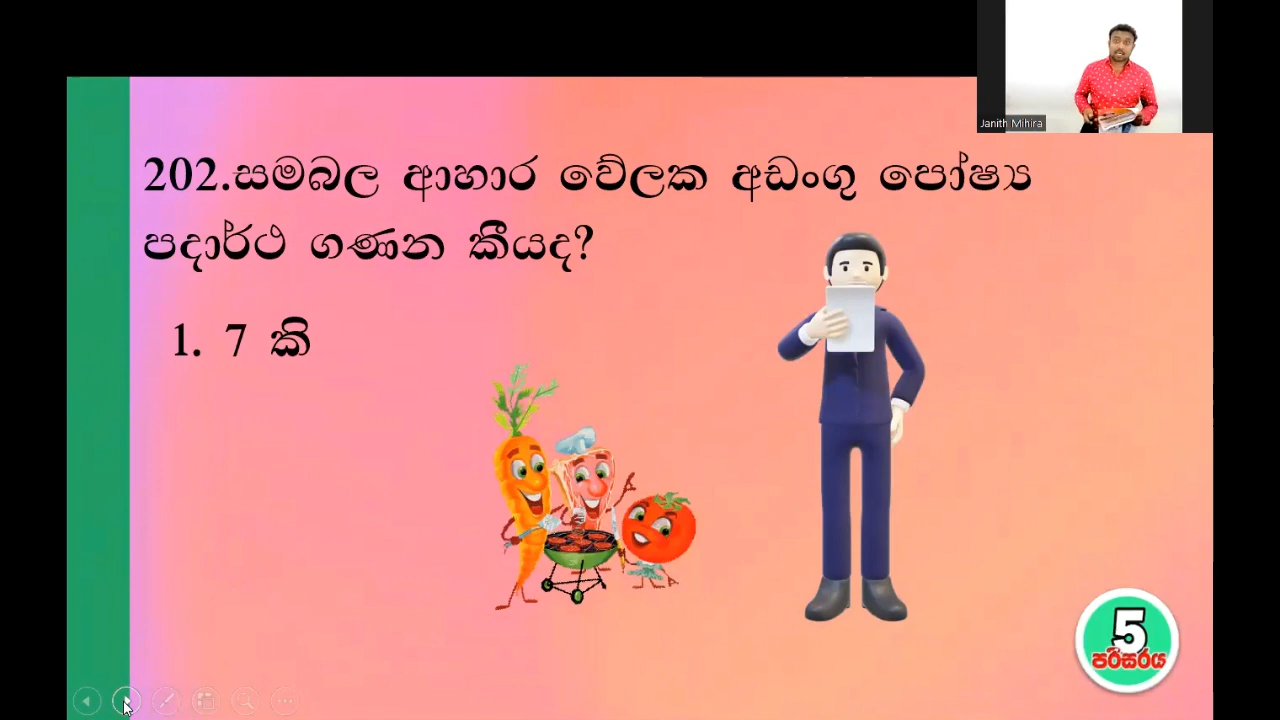 Janith Mihira
202.සමබල ආහාර වේලක අඩංගු පෝෂ්‍ය
පදාර්ථ ගණන කීයද?
1. 7 කි
5
පරිසරය